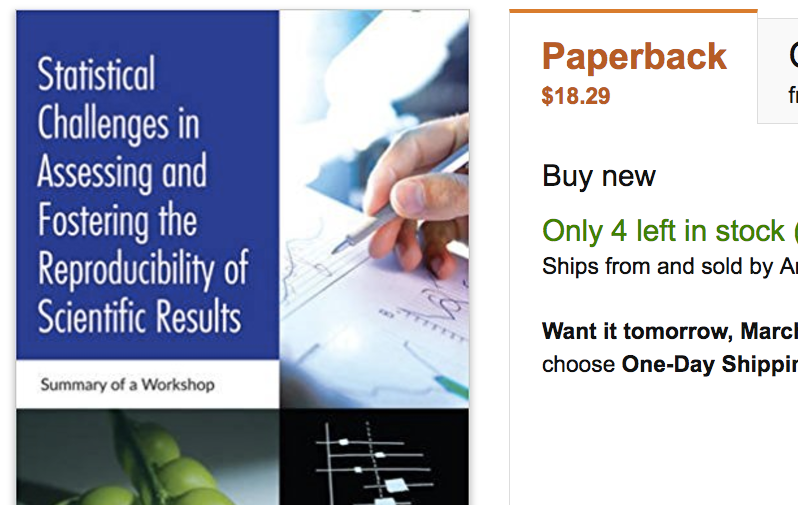 Statistical
Challenges in
Assessing and
Fostering the
Reproducibility of
Scientific Results
Summary of a Workshop
Paperback
$18.29
Buy new
Only 4 left in stock (
Ships from and sold by
Want it tomorrow,
choose One-Day